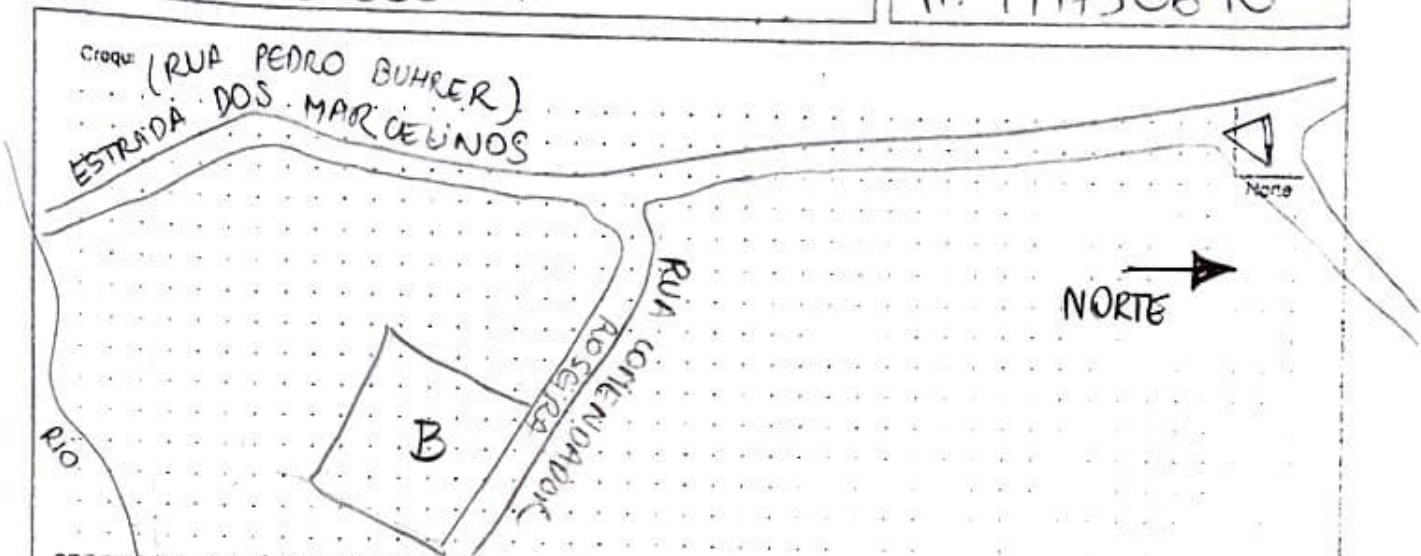 Croqui (RUA PEDRO BUHRER)
ESTRADA DOS MARCELINOS
Norte
NORTE
RUA COMENDADOR
ROSEIRA
B
RIO